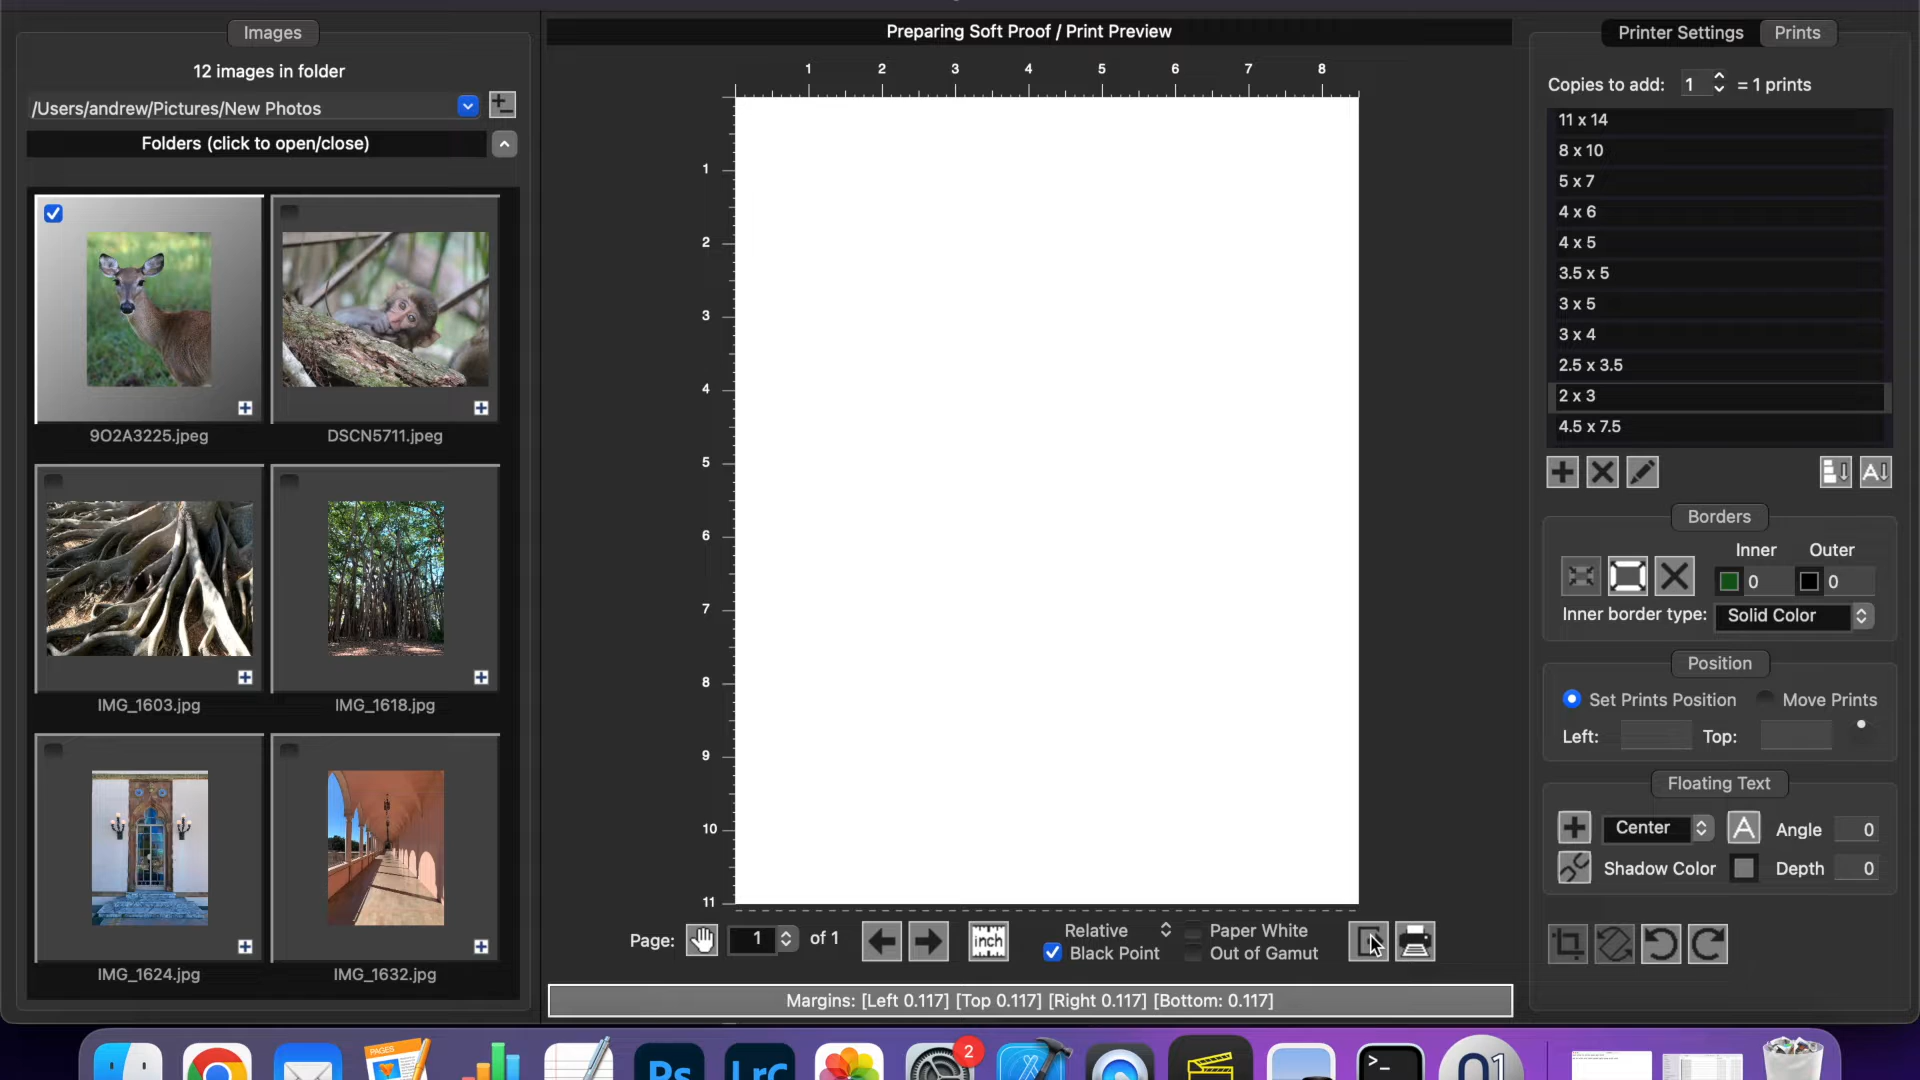 Images
12 images in folder
/Users/andrew/Pictures/New Photos
Folders (click to open/close)
9O2A3225.jpeg
DSCN5711.jpeg
IMG_1603.jpg
IMG_1618.jpg
IMG_1624.jpg
IMG_1632.jpg
Preparing Soft Proof / Print Preview
1 2 3 4 5 6 7 8
1
2
3
4
5
6
7
8
9
10
11
Page: 1 of 1
inch
Relative
Black Point
Paper White
Out of Gamut
Margins: [Left 0.117] [Top 0.117] [Right 0.117] [Bottom: 0.117]
Printer Settings Prints
Copies to add: 1 = 1 prints
11 x 14
8 x 10
5 x 7
4 x 6
4 x 5
3.5 x 5
3 x 5
3 x 4
2.5 x 3.5
2 x 3
4.5 x 7.5
A
Borders
Inner Outer
0 0
Inner border type: Solid Color
Position
Set Prints Position Move Prints
Left: Top:
Floating Text
Center A Angle 0
Shadow Color Depth 0
PAGES
Ps
LrC
2
>_
01